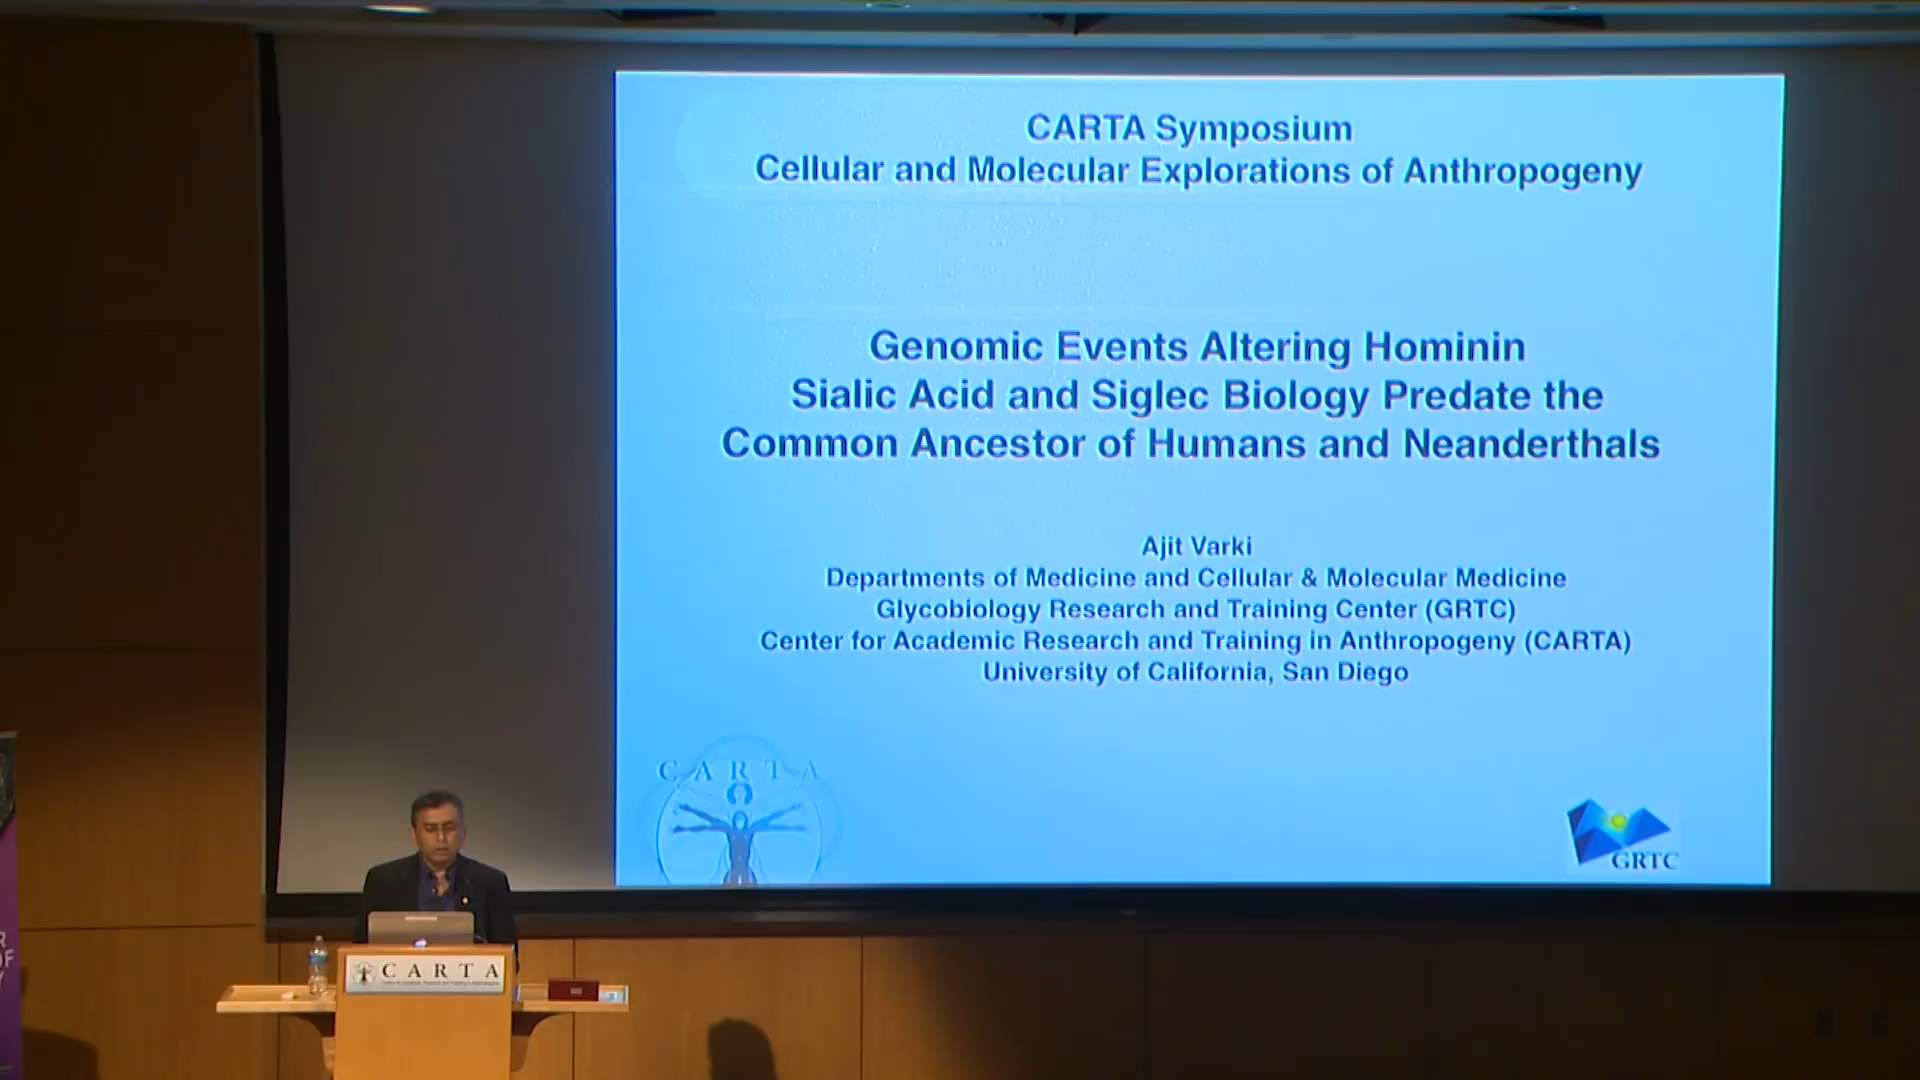 CARTA Symposium
Cellular and Molecular Explorations of Anthropogeny
Genomic Events Altering Hominin
Sialic Acid and Siglec Biology Predate the
Common Ancestor of Humans and Neanderthals
Ajit Varki
Departments of Medicine and Cellular & Molecular Medicine
Glycobiology Research and Training Center (GRTC)
Center for Academic Research and Training in Anthropogeny (CARTA)
University of California, San Diego
CARTA
GRTC
CARTA